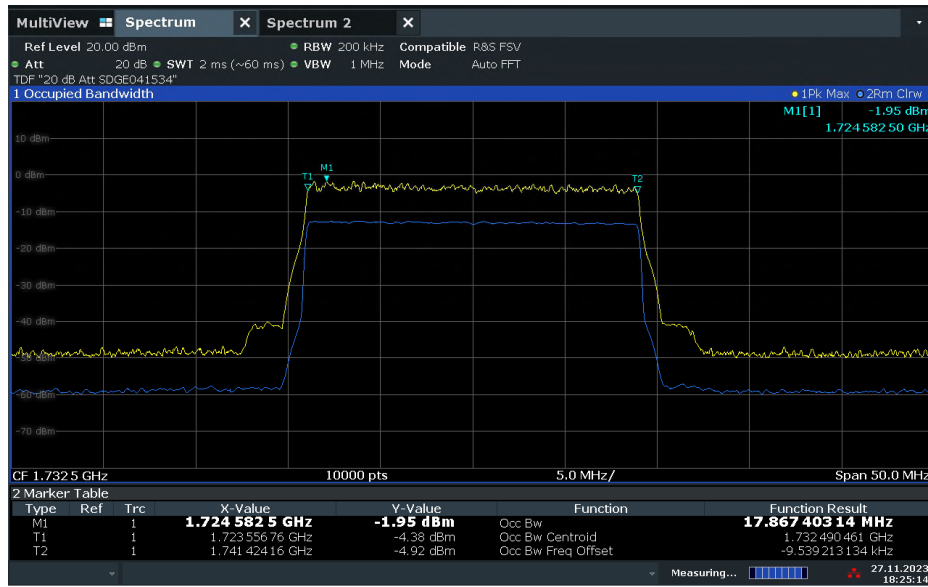 MultiView Spectrum X Spectrum 2 X
Ref Level 20.00 dBm RBW 200 kHz Compatible R&S FSV
Att 20 dB SWT 2 ms (~60 ms) VBW 1 MHz Mode Auto FFT
TDF "20 dB Att SDGE041534"
1 Occupied Bandwidth 1Pk Max 2Rm Clrw
M1[1] -1.95 dBm
1.724 582 50 GHz
10 dBm
M1
0 dBm
T1 T2
-10 dBm
-20 dBm
-30 dBm
-40 dBm
-50 dBm
-60 dBm
-70 dBm
CF 1.732 5 GHz 10000 pts 5.0 MHz/ Span 50.0 MHz
2 Marker Table
Type Ref Trc X-Value Y-Value Function Function Result
M1 1 1.724 582 5 GHz -1.95 dBm Occ Bw 17.867 403 14 MHz
T1 1 1.723 556 76 GHz -4.38 dBm Occ Bw Centroid 1.732 490 461 GHz
T2 1 1.741 424 16 GHz -4.92 dBm Occ Bw Freq Offset -9.539 213 134 kHz
Measuring... 27.11.2023
18:25:14